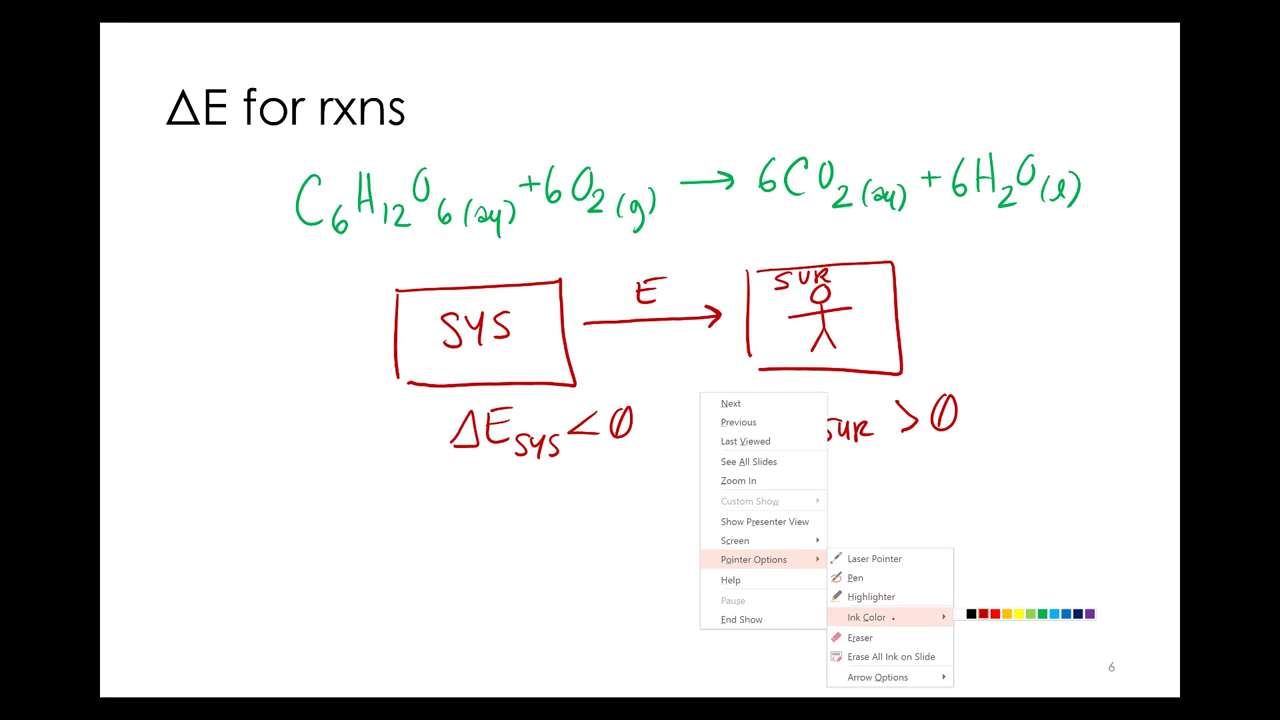 ΔE for rxns
C6H12O6(aq) + 6O2(g) → 6CO2(aq) + 6H2O(l)
SYS
E
SUR
ΔE SYS < 0
SUR > 0
Next
Previous
Last Viewed
See All Slides
Zoom In
Custom Show
Show Presenter View
Screen
Pointer Options
Help
Pause
End Show
Laser Pointer
Pen
Highlighter
Ink Color
Eraser
Erase All Ink on Slide
Arrow Options
6